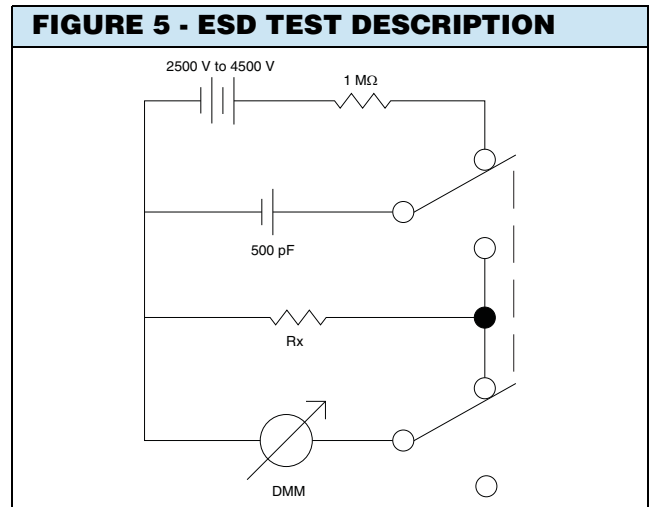 FIGURE 5 - ESD TEST DESCRIPTION
2500 V to 4500 V
1 MΩ
500 pF
Rx
DMM